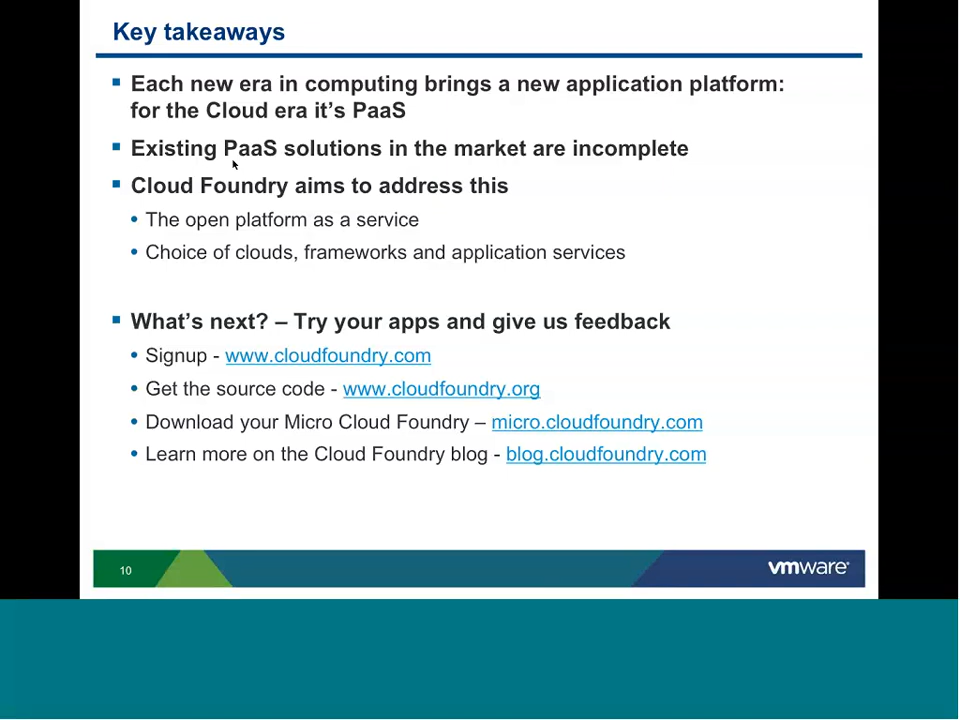 Key takeaways
Each new era in computing brings a new application platform:
for the Cloud era it’s PaaS
Existing PaaS solutions in the market are incomplete
Cloud Foundry aims to address this
The open platform as a service
Choice of clouds, frameworks and application services
What’s next? – Try your apps and give us feedback
Signup - www.cloudfoundry.com
Get the source code - www.cloudfoundry.org
Download your Micro Cloud Foundry – micro.cloudfoundry.com
Learn more on the Cloud Foundry blog - blog.cloudfoundry.com
10
vmware®